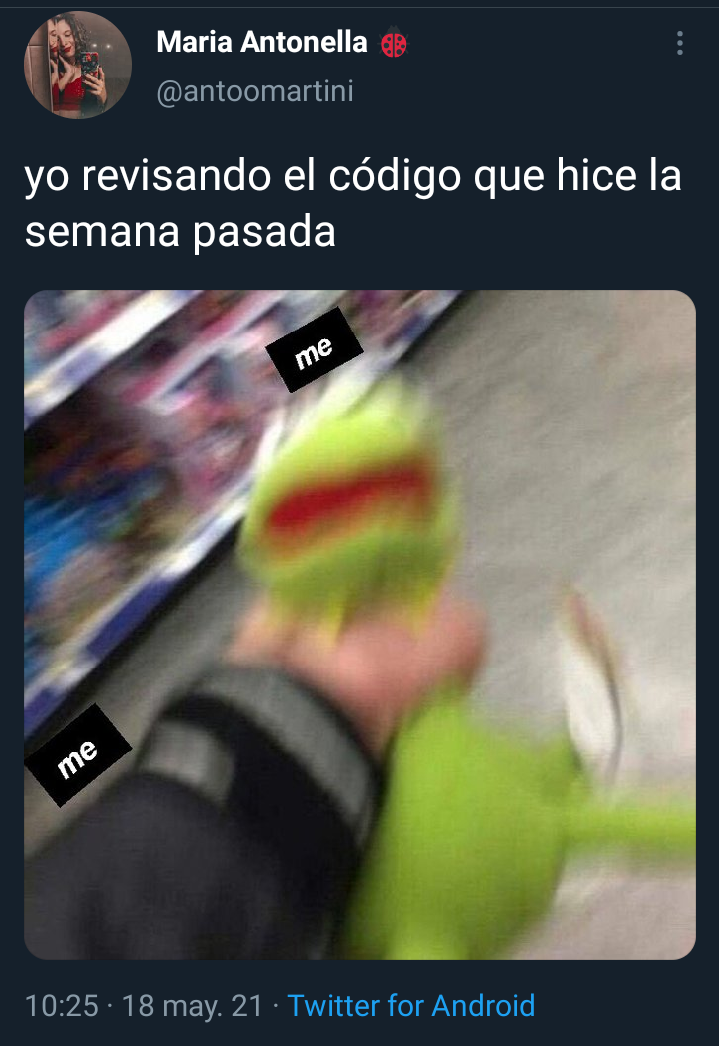 Maria Antonella 🐞
@antoomartini
yo revisando el código que hice la
semana pasada
me
me
10:25 · 18 may. 21 · Twitter for Android